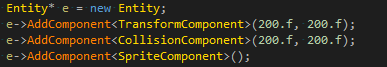 Entity* e = new Entity;
e->AddComponent<TransformComponent>(200.f, 200.f);
e->AddComponent<CollisionComponent>(200.f, 200.f);
e->AddComponent<SpriteComponent>();